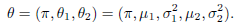 θ = (π, θ₁, θ₂) = (π, μ₁, σ₁², μ₂, σ₂²).